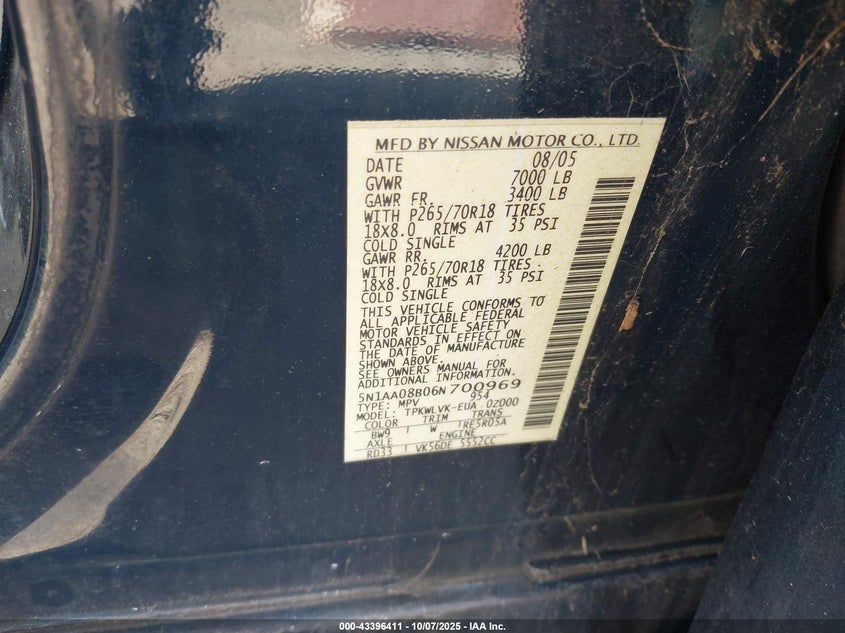 MFD BY NISSAN MOTOR CO., LTD.
DATE 08/05
GVWR 7000 LB
GAWR FR. 3400 LB
WITH P265/70R18 TIRES
18X8.0 RIMS AT 35 PSI
COLD SINGLE
GAWR RR. 4200 LB
WITH P265/70R18 TIRES
18X8.0 RIMS AT 35 PSI
COLD SINGLE
THIS VEHICLE CONFORMS TO
ALL APPLICABLE FEDERAL
MOTOR VEHICLE SAFETY
STANDARDS IN EFFECT ON
THE DATE OF MANUFACTURE
SHOWN ABOVE.
SEE OWNERS MANUAL FOR
ADDITIONAL INFORMATION.
5N1AA08B06N700969
TYPE: MPV 954
MODEL: TPKWLVK-EUA 02000
COLOR TRIM TRANS
BW9 W RE5R05A
AXLE ENGINE
RD33 VK56DE 5552CC
000-43396411 - 10/07/2025 - IAA Inc.